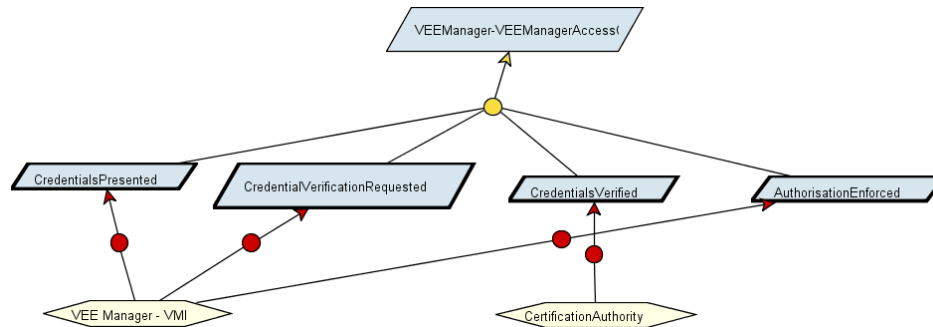 VEEManager-VEEManagerAccess(
CredentialsPresented
CredentialVerificationRequested
CredentialsVerified
AuthorisationEnforced
VEE Manager - VMI
CertificationAuthority